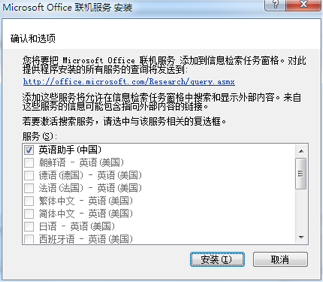 Microsoft Office 联机服务 安装
确认和选项
您将要把 Microsoft Office 联机服务 添加到信息检索任务窗格。对此
提供程序安装的所有服务的查询将发送到:
http://office.microsoft.com/Research/query.asmx
添加这些服务将允许在信息检索任务窗格中搜索和显示外部内容。来自
这些服务的信息可能包含指向外部内容的链接。
若要激活搜索服务，请选中与该服务相关的复选框。
服务(S):
英语助手(中国)
朝鲜语 - 英语(美国)
德语(德国) - 英语(美国)
法语(法国) - 英语(美国)
繁体中文 - 英语(美国)
简体中文 - 英语(美国)
日语 - 英语(美国)
西班牙语 - 英语(美国)
安装(I)
取消